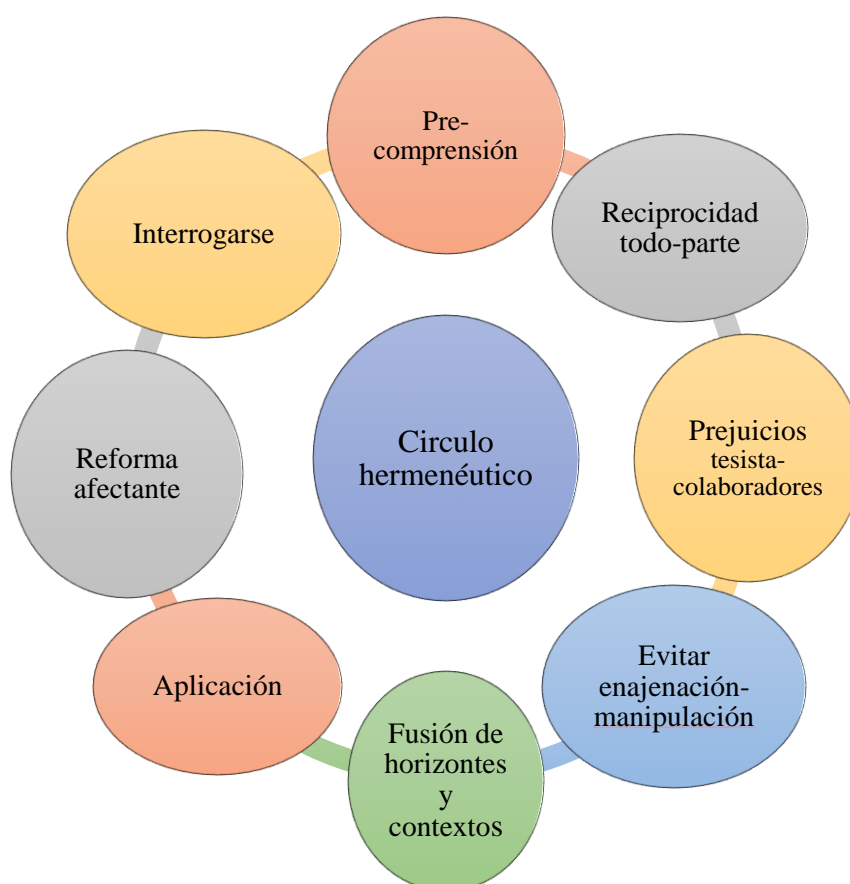 Pre-
comprensión
Reciprocidad
todo-parte
Prejuicios
tesista-
colaboradores
Evitar
enajenación-
manipulación
Fusión de
horizontes
y
contextos
Aplicación
Reforma
afectante
Interrogarse
Circulo
hermenéutico